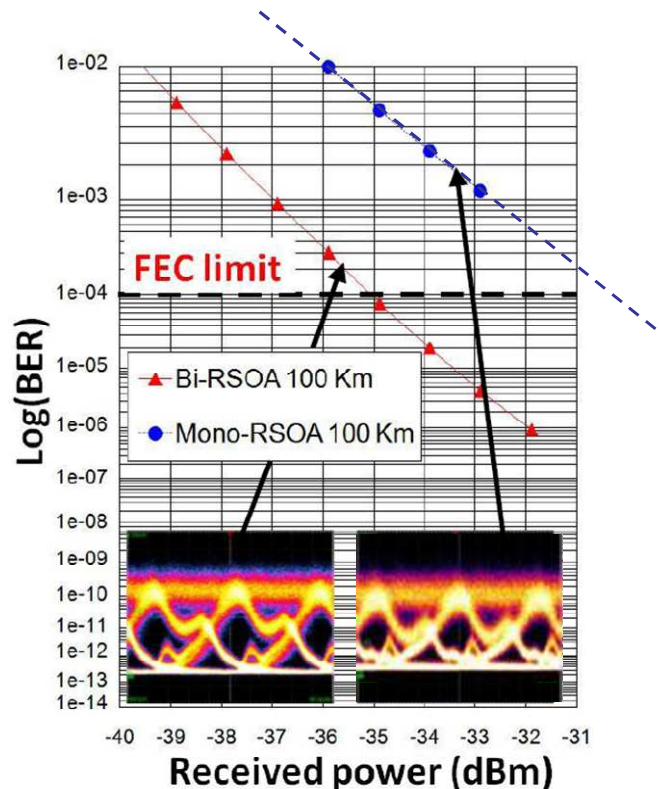 1e-02
1e-03
FEC limit
1e-04
Log(BER)
1e-05
Bi-RSOA 100 Km
1e-06
Mono-RSOA 100 Km
1e-07
1e-08
1e-09
1e-10
1e-11
1e-12
1e-13
1e-14
-40 -39 -38 -37 -36 -35 -34 -33 -32 -31
Received power (dBm)